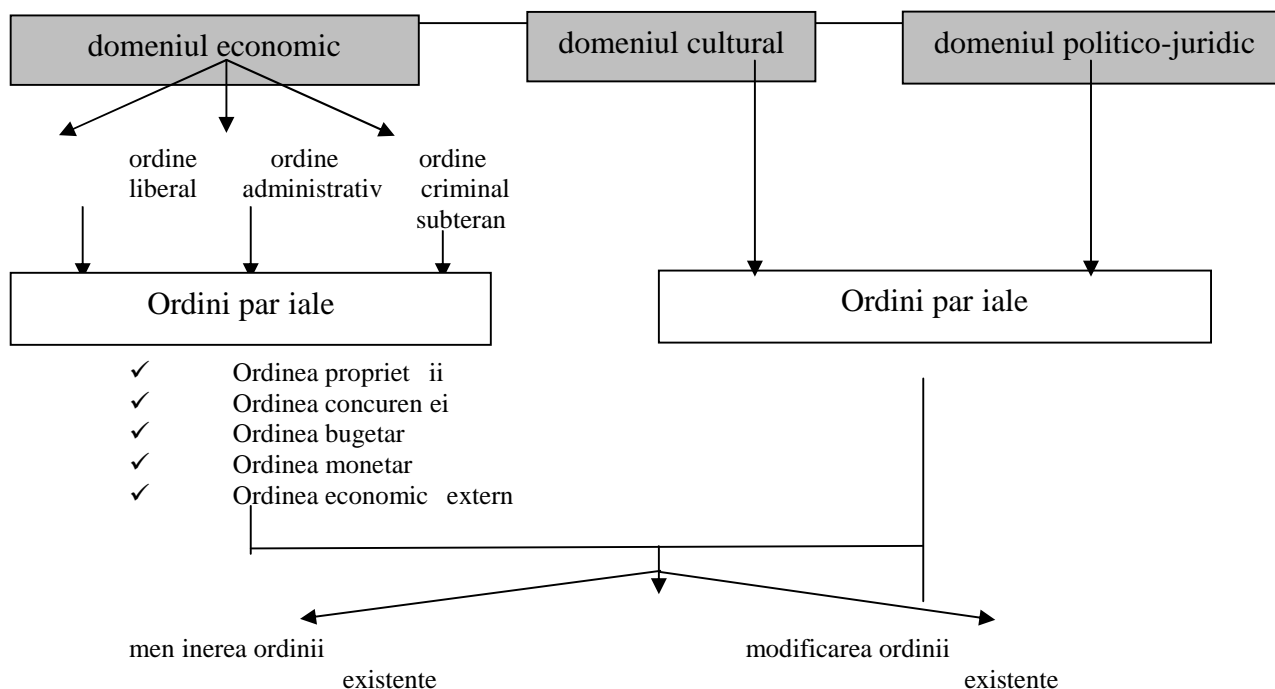 domeniul economic
domeniul cultural
domeniul politico-juridic
ordine ordine ordine
liberal administrativ criminal
subteran
Ordini par iale
Ordini par iale
✓ Ordinea propriet ii
✓ Ordinea concuren ei
✓ Ordinea bugetar
✓ Ordinea monetar
✓ Ordinea economic extern
men inerea ordinii
existente
modificarea ordinii
existente